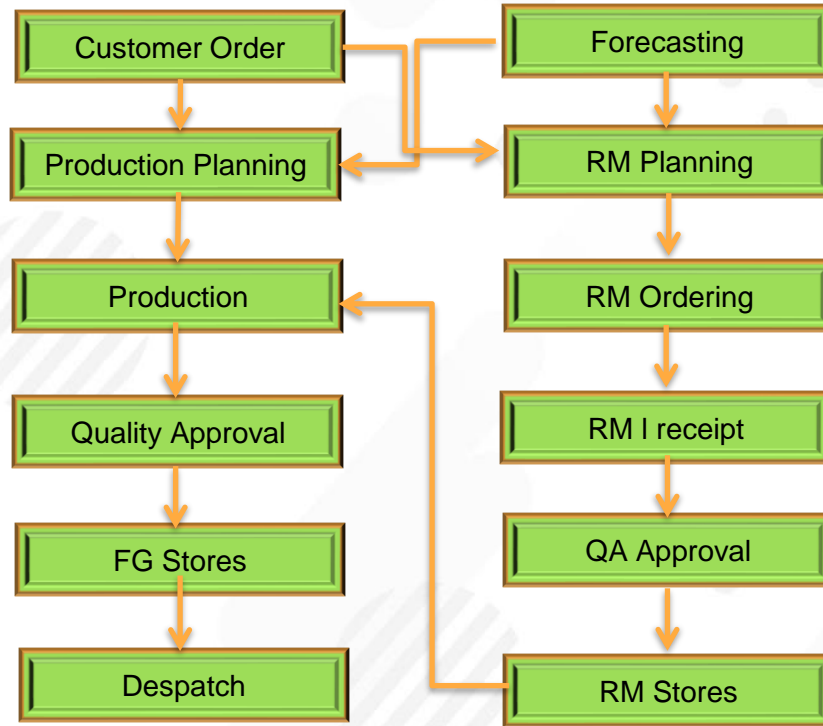 Customer Order
Forecasting
Production Planning
RM Planning
Production
RM Ordering
Quality Approval
RM I receipt
FG Stores
QA Approval
Despatch
RM Stores